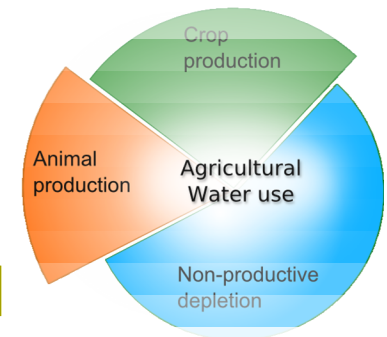 Crop
production
Animal
production
Agricultural
Water use
Non-productive
depletion